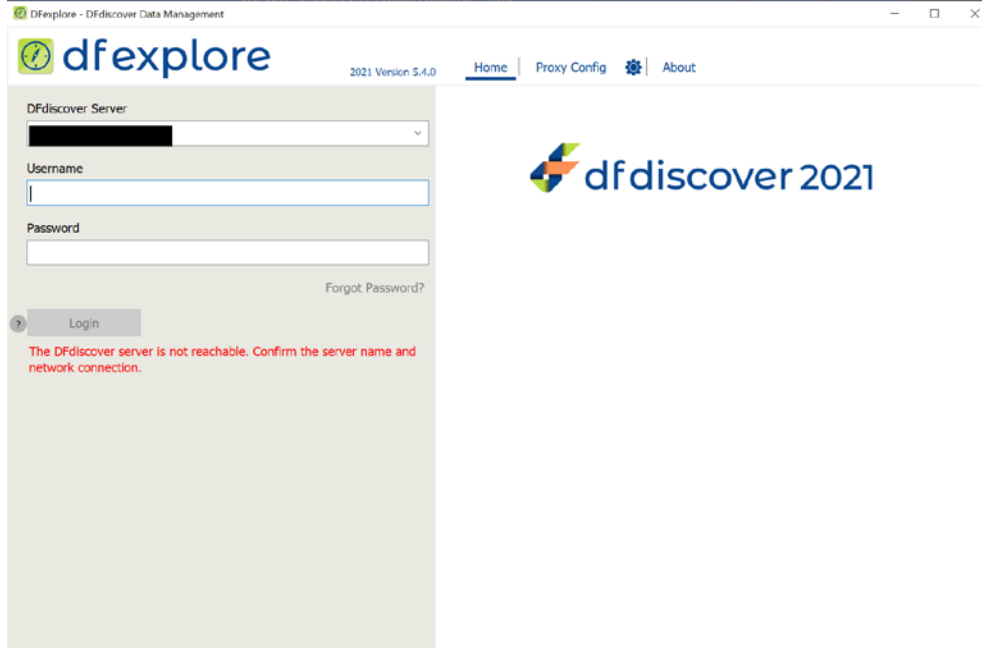 DFexplore - DFdiscover Data Management
dfexplore
2021 Version 5.4.0
Home
Proxy Config
About
DFdiscover Server
Username
Password
Forgot Password?
?
Login
The DFdiscover server is not reachable. Confirm the server name and
network connection.
dfdiscover 2021